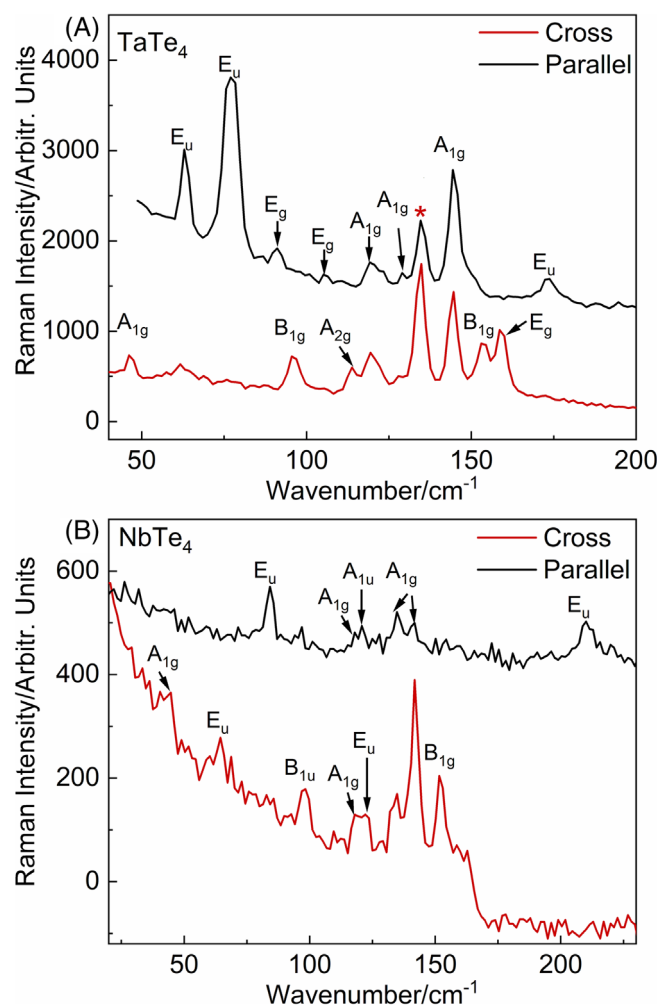 (A)
TaTe₄
Cross
Parallel
Raman Intensity/Arbitr. Units
4000
3000
2000
1000
0
Eᵤ
Eᵤ
E_g
E_g
A₁g
A₁g
*
A₁g
Eᵤ
A₁g
B₁g
A₂g
B₁g
E_g
50 100 150 200
Wavenumber/cm⁻¹
(B)
NbTe₄
Cross
Parallel
Raman Intensity/Arbitr. Units
600
400
200
0
Eᵤ
A₁g
A₁ᵤ
A₁g
Eᵤ
A₁g
Eᵤ
B₁ᵤ
A₁g
Eᵤ
B₁g
50 100 150 200
Wavenumber/cm⁻¹